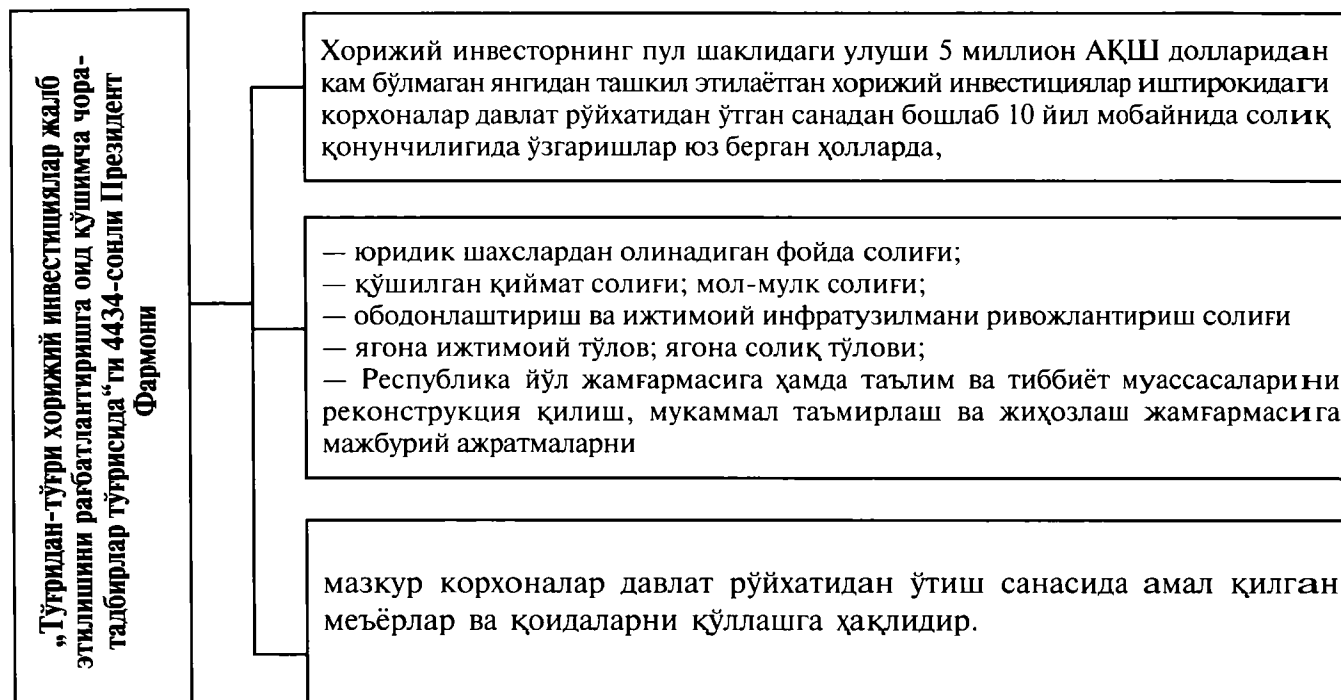 „Тўғридан-тўғри хорижий инвестициялар жалб
этилишини рағбатлантиришга оид қўшимча чора-
тадбирлар тўғрисида“ги 4434-сонли Президент
Фармони
Хорижий инвесторнинг пул шаклидаги улуши 5 миллион АҚШ долларидан
кам бўлмаган янгидан ташкил этилаётган хорижий инвестициялар иштирокидаги
корхоналар давлат рўйхатидан ўтган санадан бошлаб 10 йил мобайнида солиқ
қонунчилигида ўзгаришлар юз берган ҳолларда,
— юридик шахслардан олинадиган фойда солиғи;
— қўшилган қиймат солиғи; мол-мулк солиғи;
— ободонлаштириш ва ижтимоий инфратузилмани ривожлантириш солиғи
— ягона ижтимоий тўлов; ягона солиқ тўлови;
— Республика йўл жамғармасига ҳамда таълим ва тиббиёт муассасаларини
реконструкция қилиш, мукаммал таъмирлаш ва жиҳозлаш жамғармасига
мажбурий ажратмаларни
мазкур корхоналар давлат рўйхатидан ўтиш санасида амал қилган
меъёрлар ва қоидаларни қўллашга ҳақлидир.